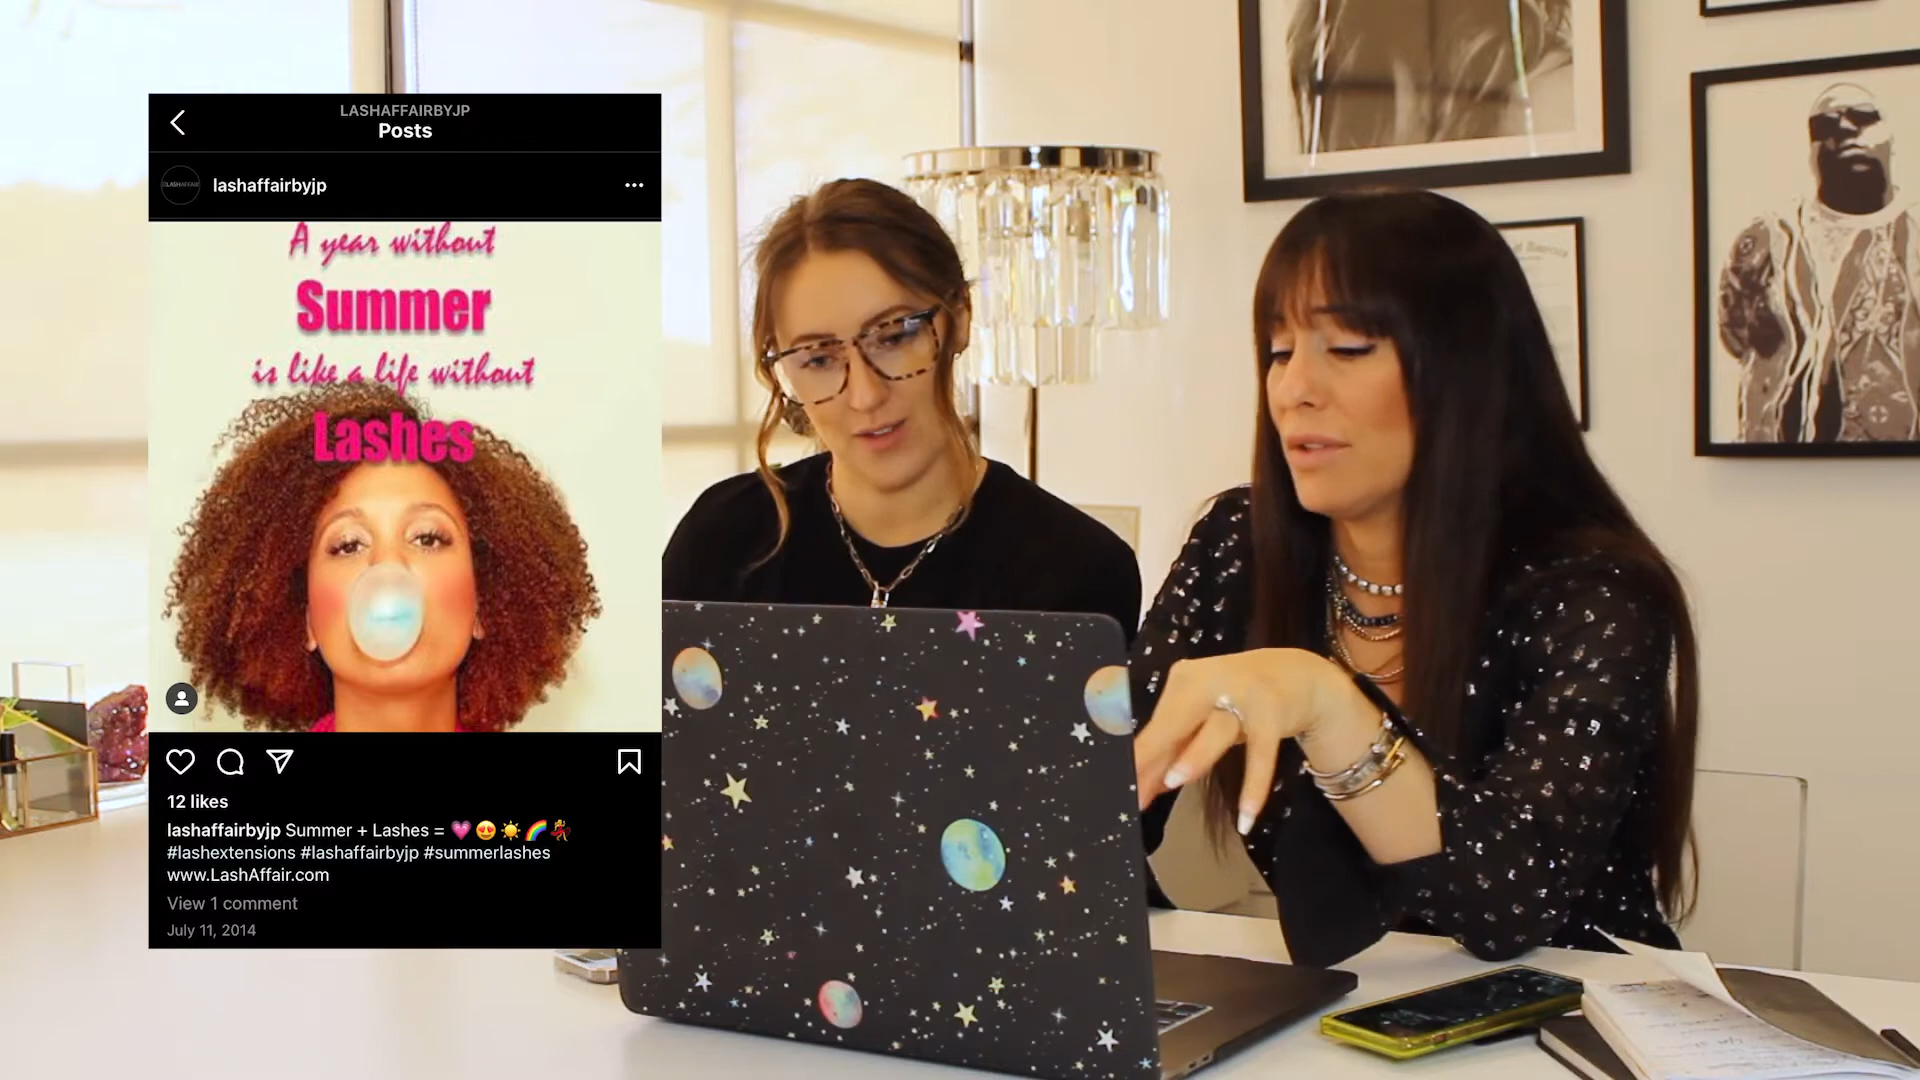 LASHAFFAIRBYJP
Posts
lashaffairbyjp
A year without
Summer
is like a life without
Lashes
12 likes
lashaffairbyjp Summer + Lashes = 💗😍☀️🌈💃
#lashextensions #lashaffairbyjp #summerlashes
www.LashAffair.com
View 1 comment
July 11, 2014